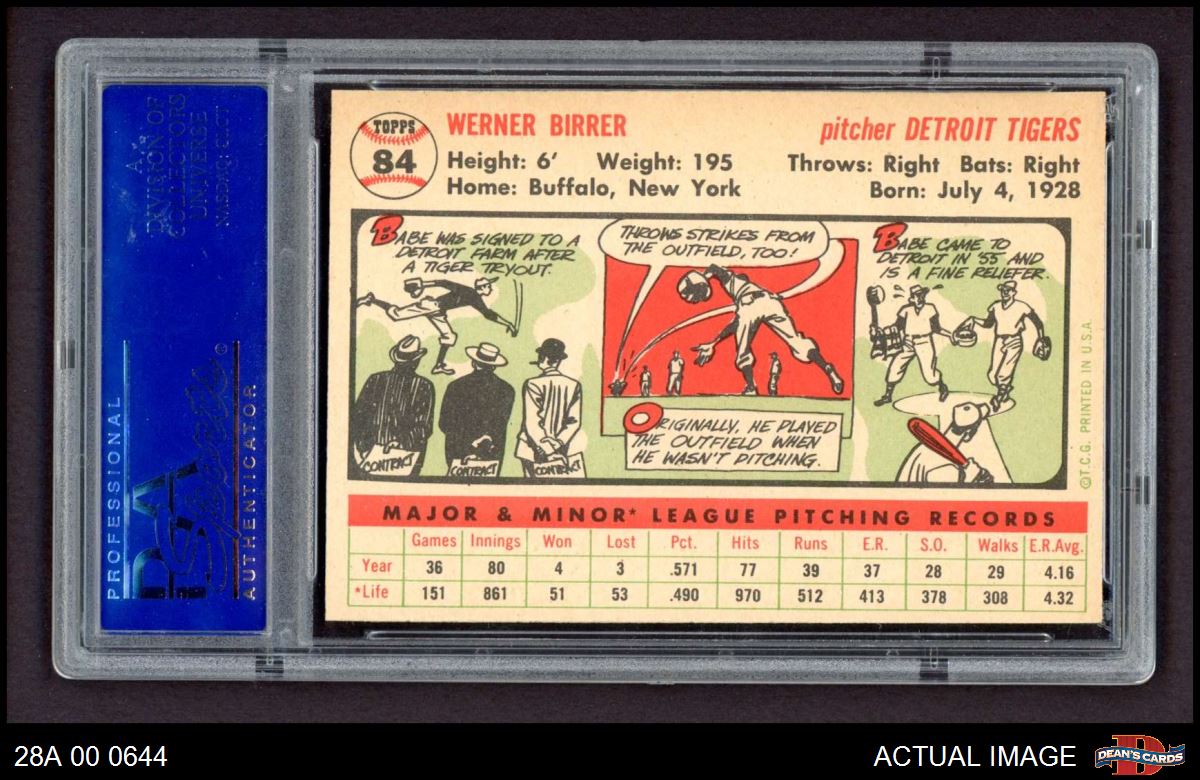 A
DIVISION OF
COLLECTORS
UNIVERSE
NASDAQ: CLCT
PROFESSIONAL
PSA
Sports
©
AUTHENTICATOR
TOPPS
84
WERNER BIRRER
pitcher DETROIT TIGERS
Height: 6' Weight: 195
Throws: Right Bats: Right
Home: Buffalo, New York
Born: July 4, 1928
BABE WAS SIGNED TO A
DETROIT FARM AFTER
A TIGER TRYOUT.
CONTRACT
CONTRACT
CONTRACT
THROWS STRIKES FROM
THE OUTFIELD, TOO!
ORIGINALLY, HE PLAYED
THE OUTFIELD WHEN
HE WASN'T PITCHING.
BABE CAME TO
DETROIT IN '55 AND
IS A FINE RELIEFER.
©T.C.G. PRINTED IN U.S.A.
MAJOR & MINOR* LEAGUE PITCHING RECORDS
Games Innings Won Lost Pct. Hits Runs E.R. S.O. Walks E.R.Avg.
Year 36 80 4 3 .571 77 39 37 28 29 4.16
*Life 151 861 51 53 .490 970 512 413 378 308 4.32
28A 00 0644
ACTUAL IMAGE
D
DEAN'S CARDS